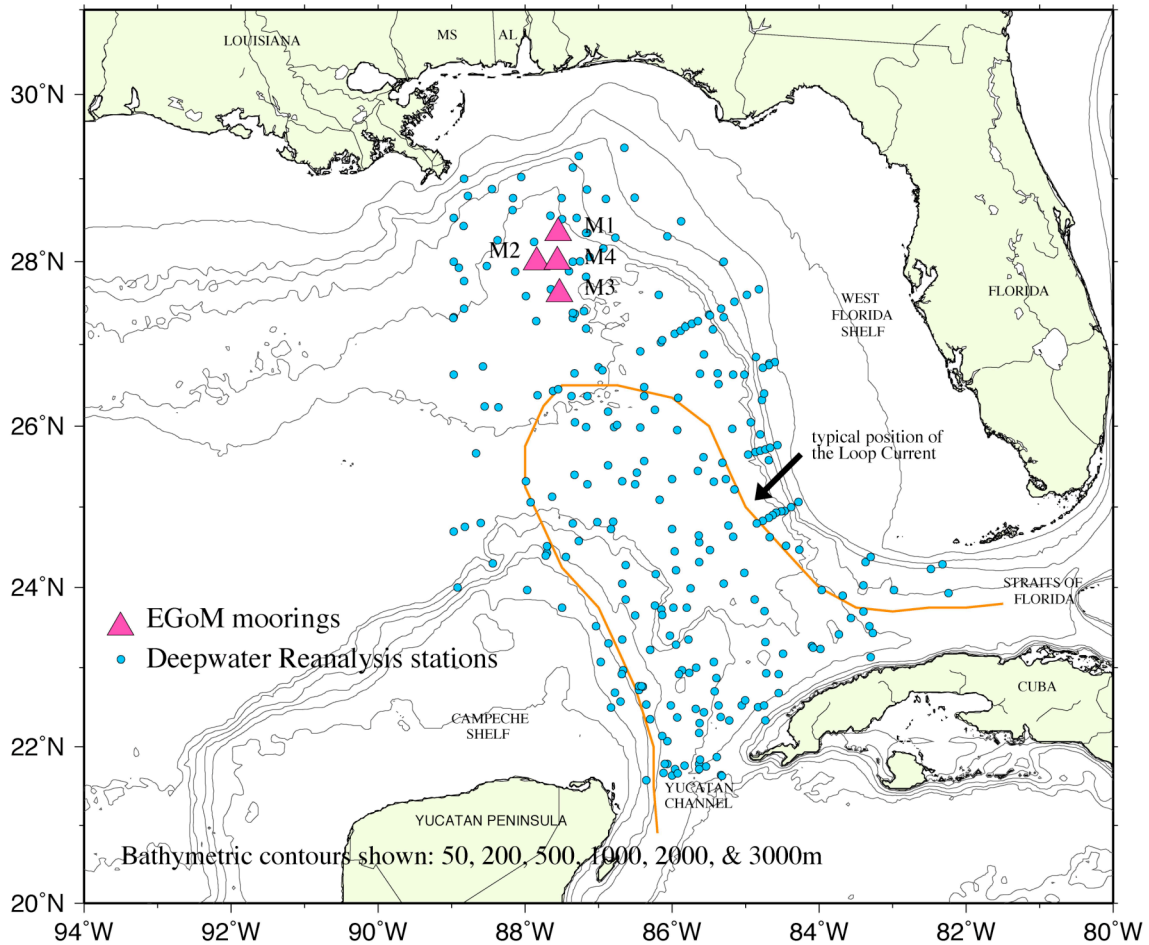 LOUISIANA
MS
AL
30˚N
M1
M2
M4
28˚N
M3
WEST
FLORIDA
SHELF
FLORIDA
26˚N
typical position of
the Loop Current
24˚N
STRAITS OF
FLORIDA
EGoM moorings
Deepwater Reanalysis stations
CUBA
CAMPECHE
SHELF
22˚N
YUCATAN
CHANNEL
YUCATAN PENINSULA
Bathymetric contours shown: 50, 200, 500, 1000, 2000, & 3000m
20˚N
94˚W 92˚W 90˚W 88˚W 86˚W 84˚W 82˚W 80˚W